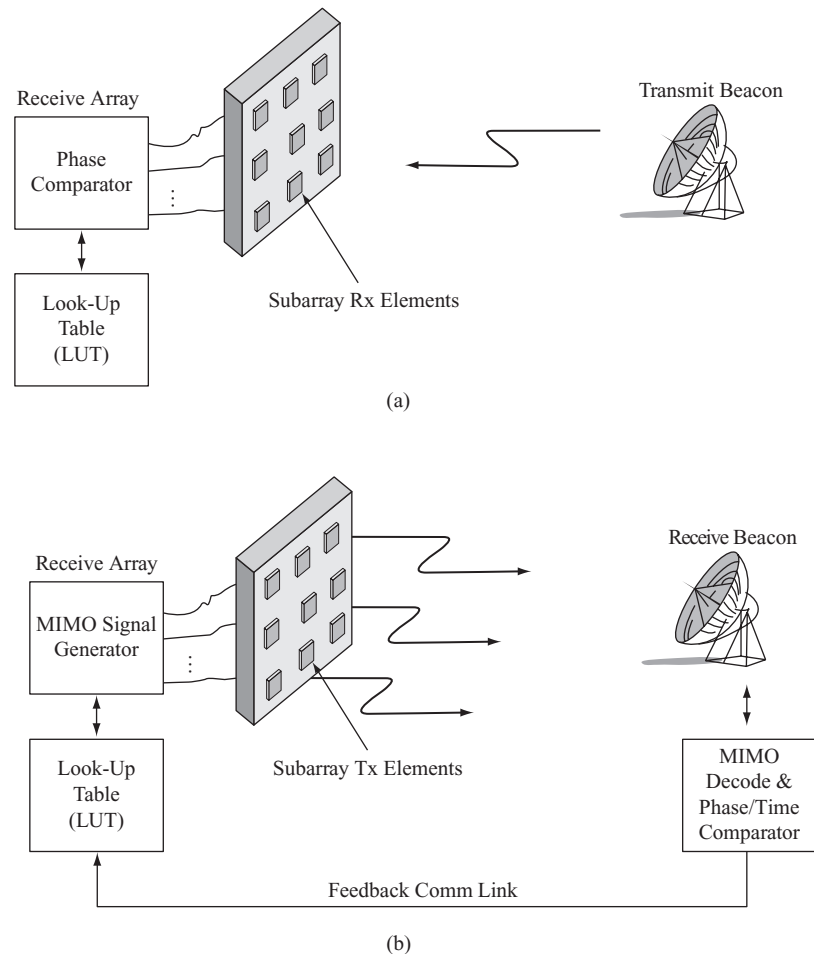 Receive Array
Transmit Beacon
Phase
Comparator
...
Look-Up
Table
(LUT)
Subarray Rx Elements
(a)
Receive Array
Receive Beacon
MIMO Signal
Generator
...
Look-Up
Table
(LUT)
Subarray Tx Elements
MIMO
Decode &
Phase/Time
Comparator
Feedback Comm Link
(b)